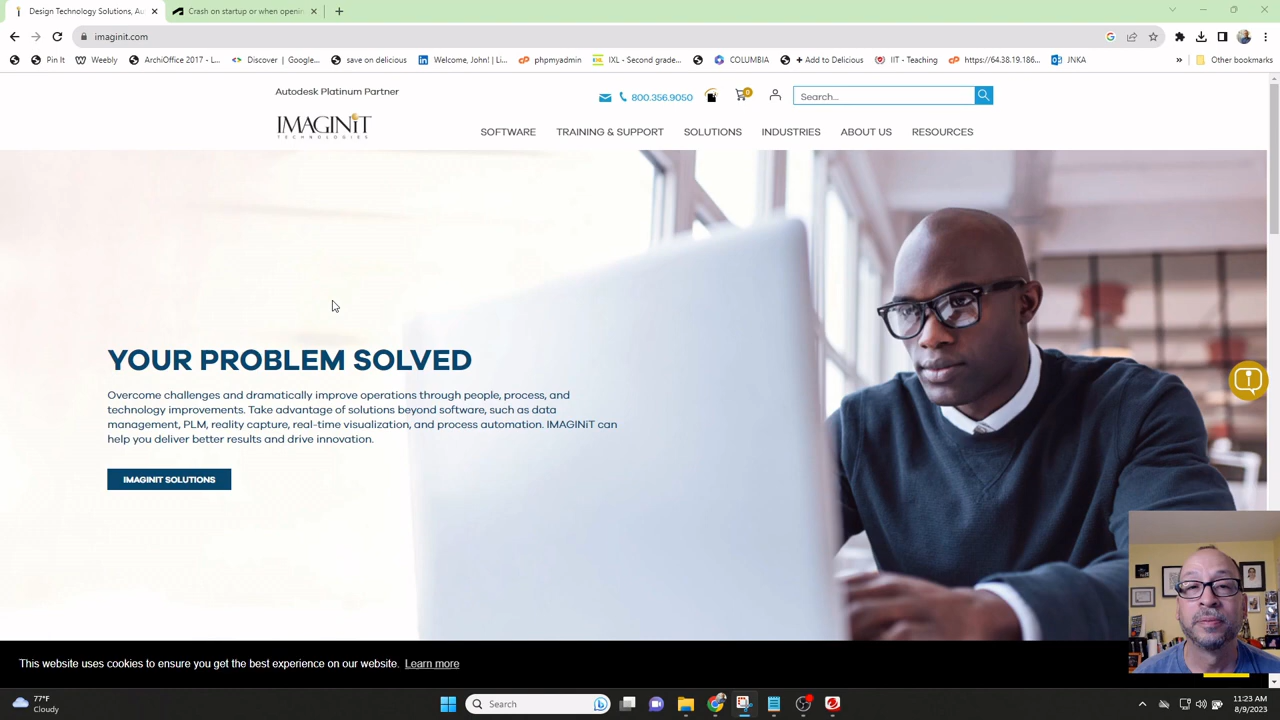 Design Technology Solutions, Au
Crash on startup or when openin
imaginit.com
Pin It
Weebly
ArchiOffice 2017 - L...
Discover | Google...
save on delicious
Welcome, John! | Li...
phpmyadmin
IXL - Second grade...
COLUMBIA
+ Add to Delicious
IIT - Teaching
https://64.38.19.186...
JNKA
»
Other bookmarks
Autodesk Platinum Partner
800.356.9050
0
Search...
IMAGINiT
TECHNOLOGIES
SOFTWARE
TRAINING & SUPPORT
SOLUTIONS
INDUSTRIES
ABOUT US
RESOURCES
YOUR PROBLEM SOLVED
Overcome challenges and dramatically improve operations through people, process, and
technology improvements. Take advantage of solutions beyond software, such as data
management, PLM, reality capture, real-time visualization, and process automation. IMAGINiT can
help you deliver better results and drive innovation.
IMAGINIT SOLUTIONS
This website uses cookies to ensure you get the best experience on our website. Learn more
77°F
Cloudy
Search
11:23 AM
8/9/2023